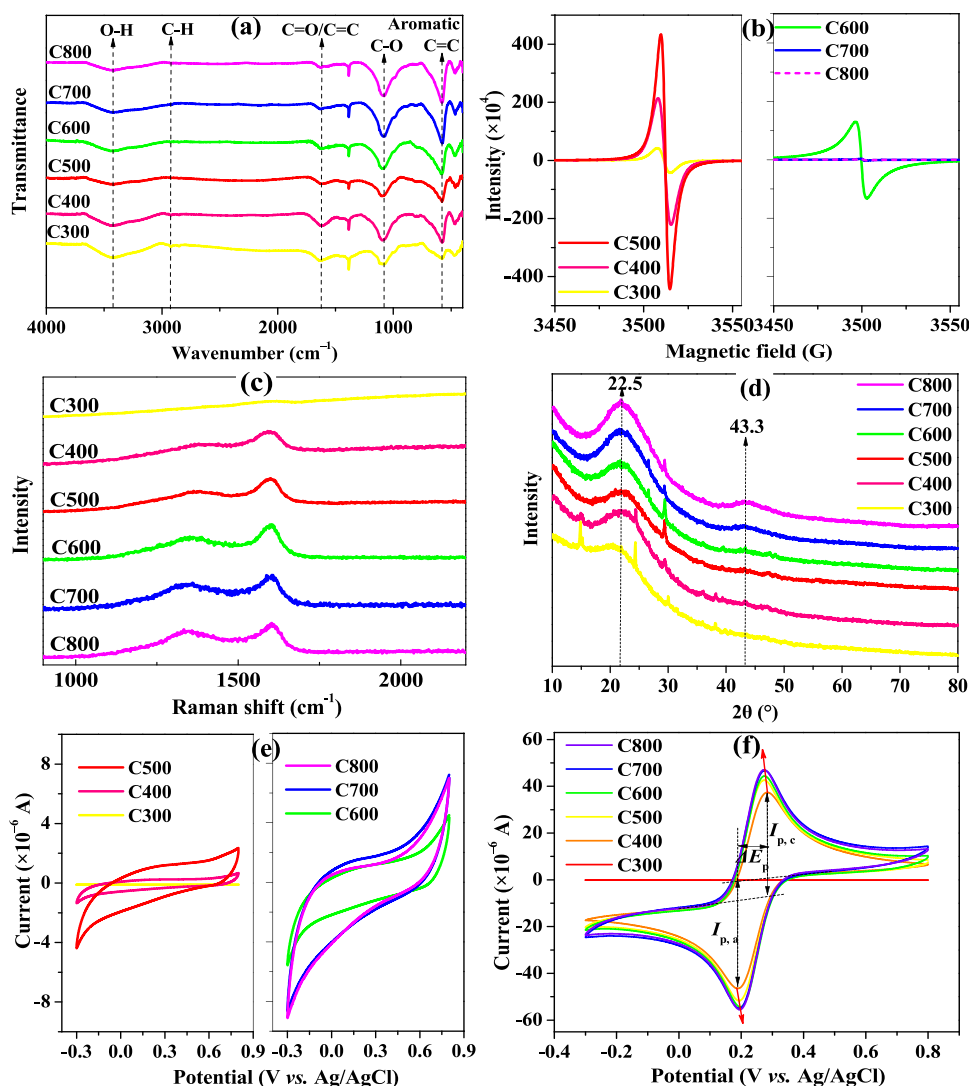 (a)
O-H
C-H
C=O/C=C
C-O
Aromatic
C=C
C800
C700
C600
C500
C400
C300
Transmittance
4000
3000
2000
1000
Wavenumber (cm⁻¹)
(b)
400
200
0
-200
-400
Intensity (×10⁴)
C500
C400
C300
C600
C700
C800
3450
3500
3550
3450
3500
3550
Magnetic field (G)
(c)
C300
C400
C500
C600
C700
C800
Intensity
1000
1500
2000
Raman shift (cm⁻¹)
(d)
22.5
43.3
C800
C700
C600
C500
C400
C300
Intensity
10
20
30
40
50
60
70
80
2θ (°)
(e)
8
4
0
-4
-8
Current (×10⁻⁶ A)
C500
C400
C300
C800
C700
C600
-0.3
0.0
0.3
0.6
0.9
-0.3
0.0
0.3
0.6
0.9
Potential (V vs. Ag/AgCl)
(f)
60
40
20
0
-20
-40
-60
Current (×10⁻⁶ A)
C800
C700
C600
C500
C400
C300
I p, c
ΔE p
I p, a
-0.4
-0.2
0.0
0.2
0.4
0.6
0.8
1.0
Potential (V vs. Ag/AgCl)